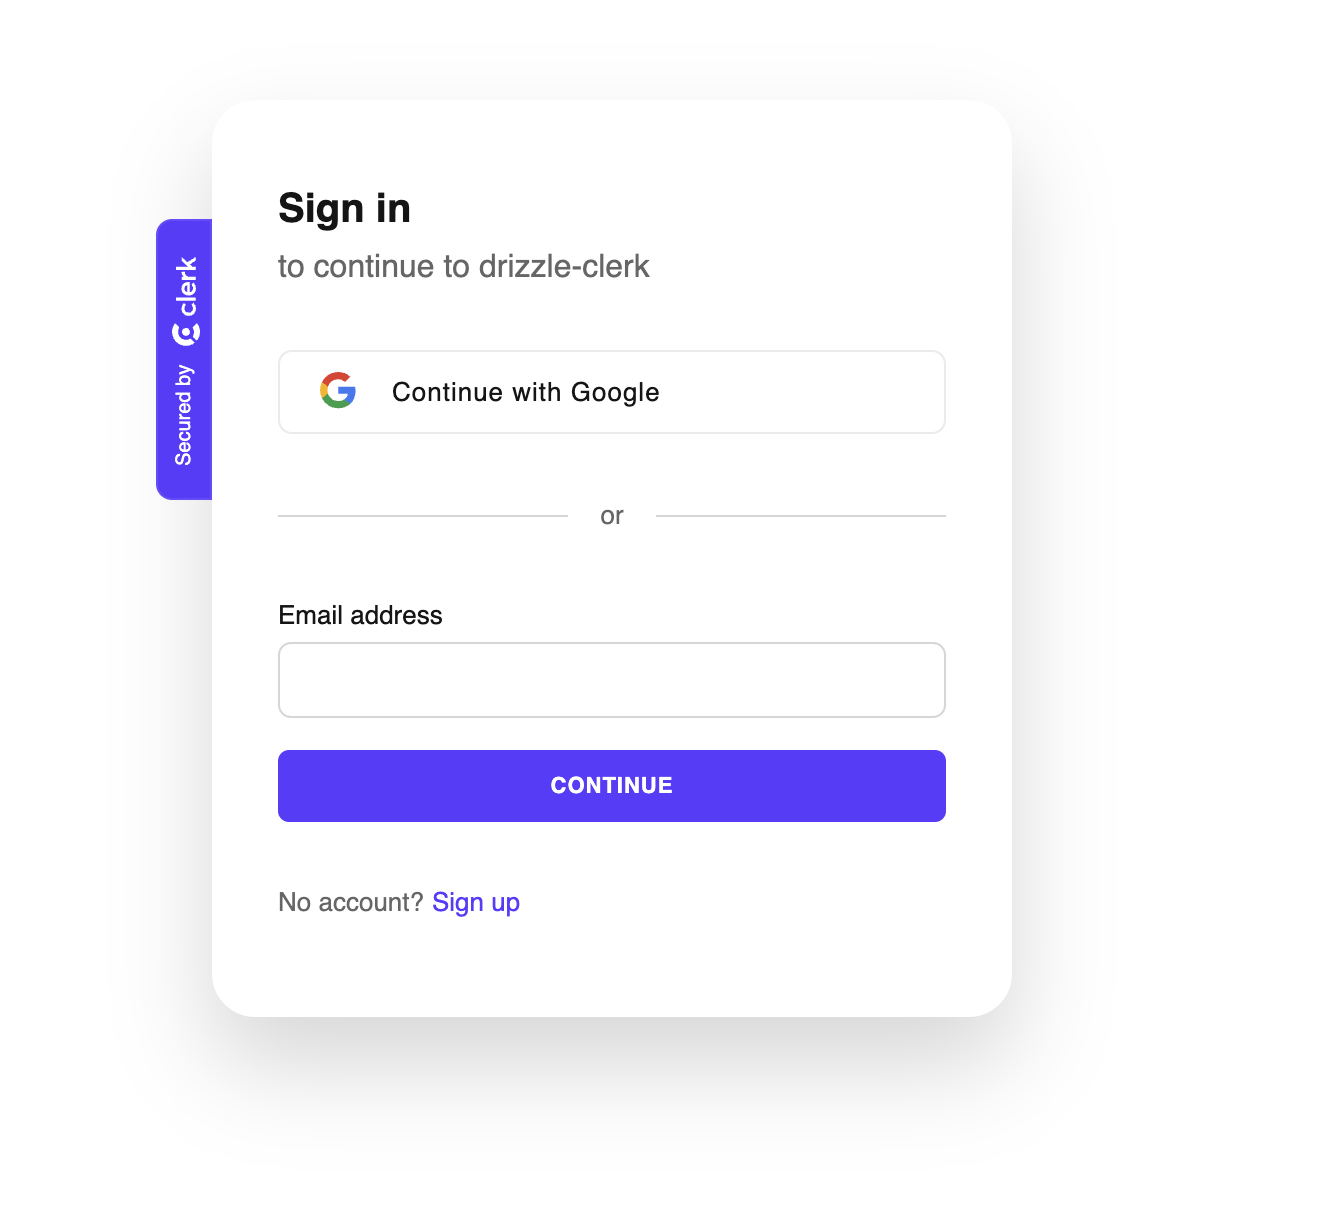 Sign in
to continue to drizzle-clerk
Secured by clerk
Continue with Google
or
Email address
CONTINUE
No account? Sign up